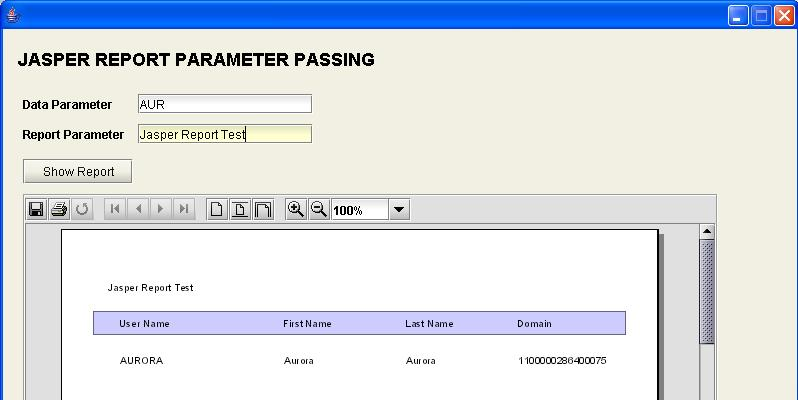 JASPER REPORT PARAMETER PASSING
Data Parameter AUR
Report Parameter Jasper Report Test
Show Report
100%
Jasper Report Test
User Name First Name Last Name Domain
AURORA Aurora Aurora 1100000286400075